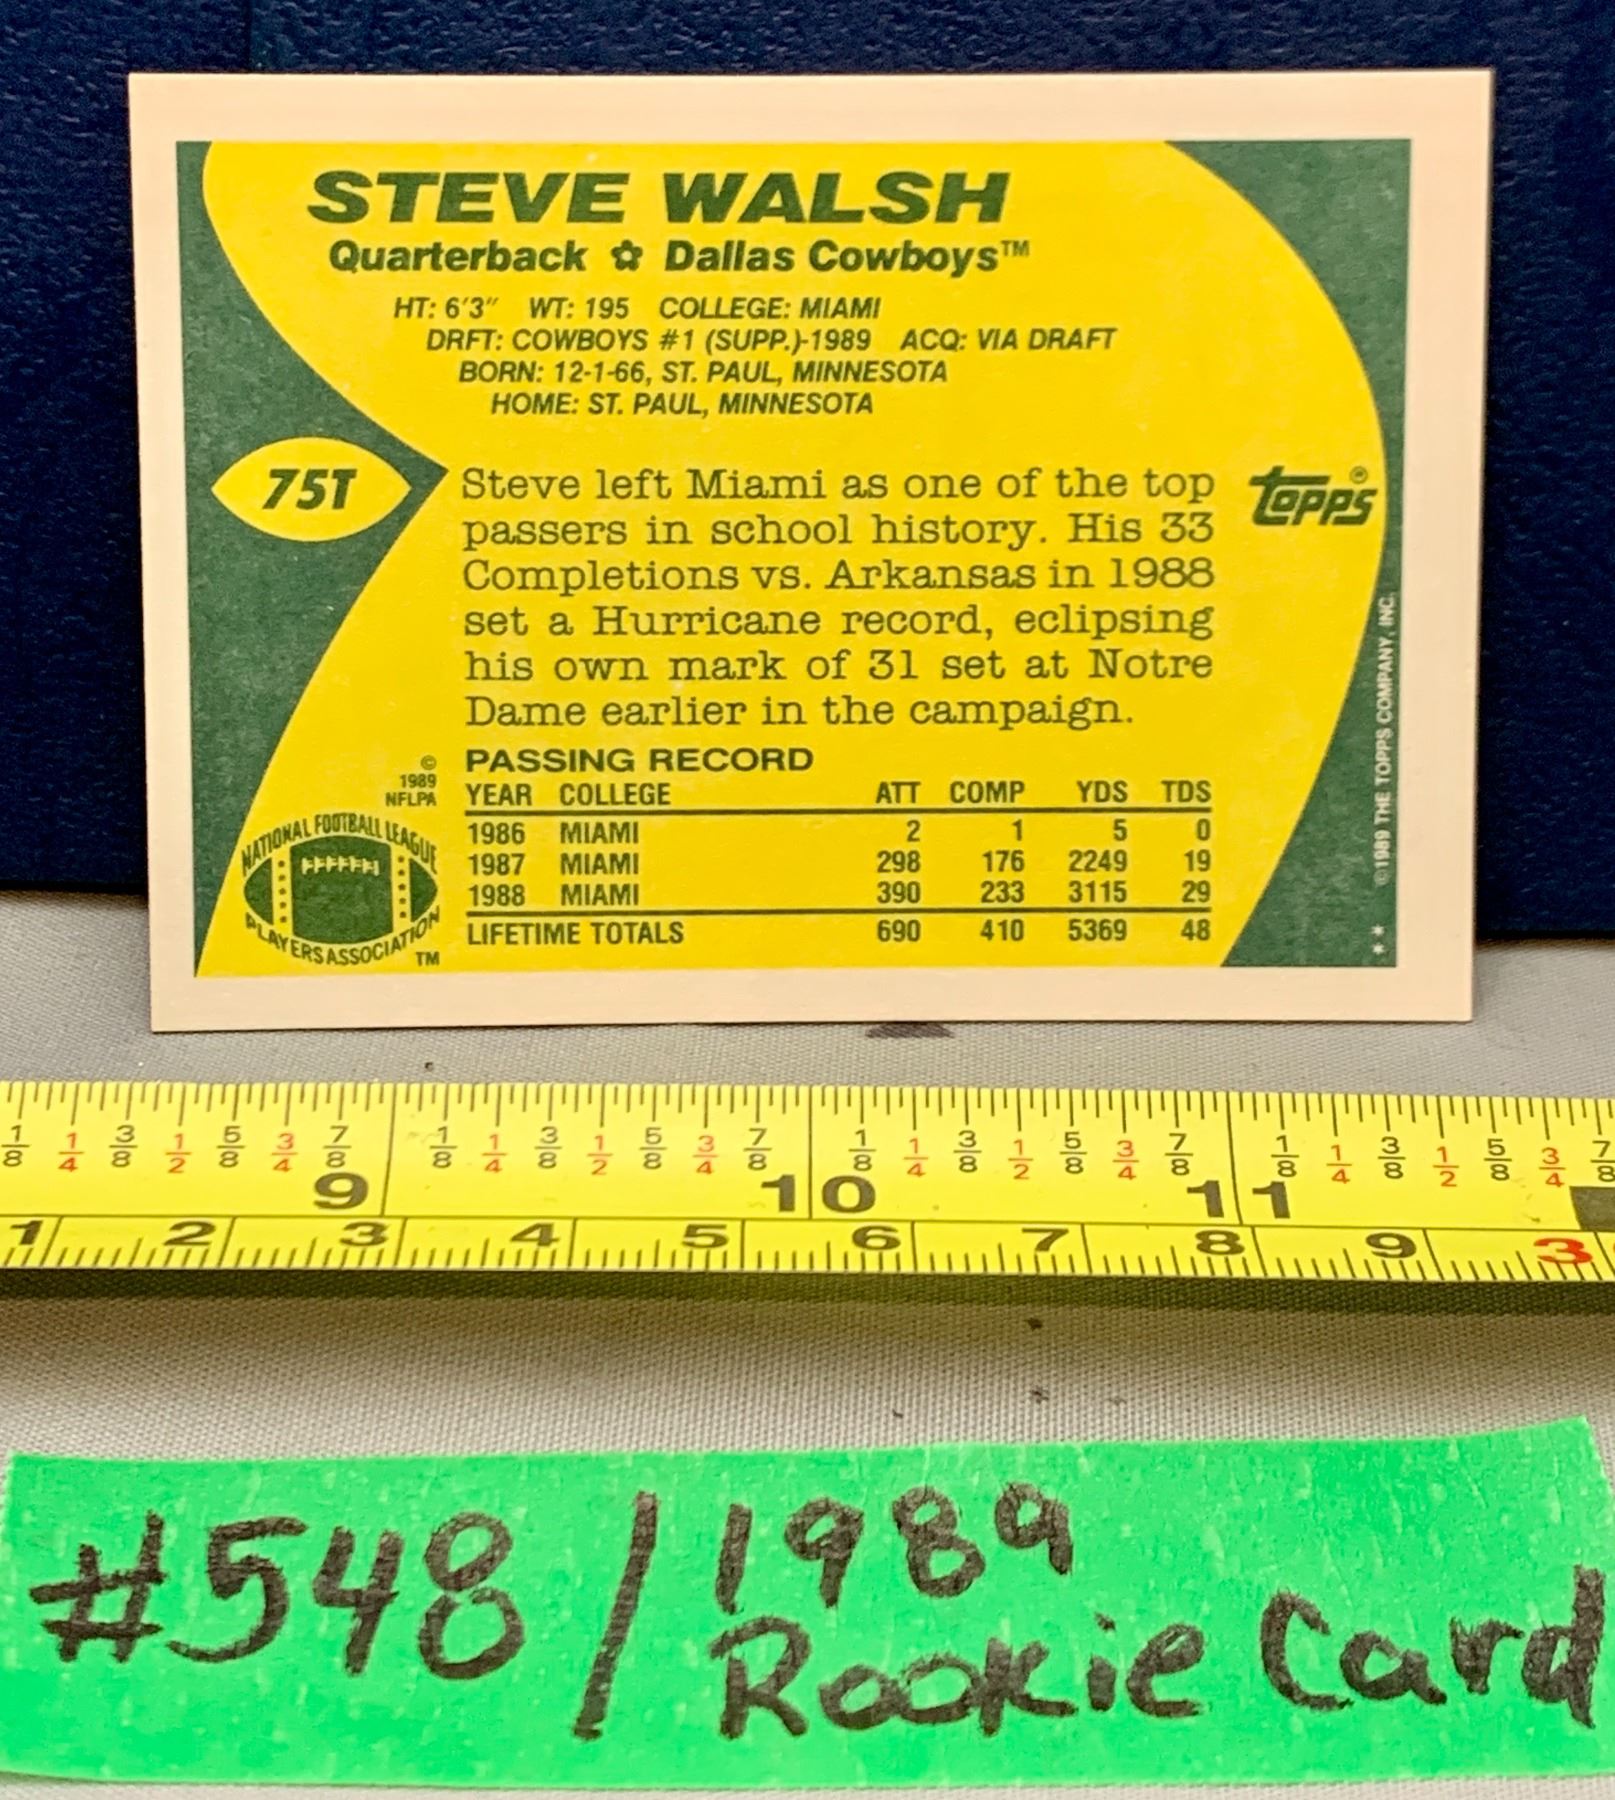 STEVE WALSH
Quarterback ✿ Dallas Cowboys™
HT: 6'3" WT: 195 COLLEGE: MIAMI
DRFT: COWBOYS #1 (SUPP.)-1989 ACQ: VIA DRAFT
BORN: 12-1-66, ST. PAUL, MINNESOTA
HOME: ST. PAUL, MINNESOTA
75T
Steve left Miami as one of the top
passers in school history. His 33
Completions vs. Arkansas in 1988
set a Hurricane record, eclipsing
his own mark of 31 set at Notre
Dame earlier in the campaign.
topps®
©1989 THE TOPPS COMPANY, INC.
**
©
1989
NFLPA
NATIONAL FOOTBALL LEAGUE
PLAYERS ASSOCIATION
TM
PASSING RECORD
YEAR COLLEGE ATT COMP YDS TDS
1986 MIAMI 2 1 5 0
1987 MIAMI 298 176 2249 19
1988 MIAMI 390 233 3115 29
LIFETIME TOTALS 690 410 5369 48
1/8 1/4 3/8 1/2 5/8 3/4 7/8 1/8 1/4 3/8 1/2 5/8 3/4 7/8 1/8 1/4 3/8 1/2 5/8 3/4 7/8 1/8 1/4 3/8 1/2 5/8 3/4 7/8
9 10 11
1 2 3 4 5 6 7 8 9 3
#548 / 1989
Rookie Card